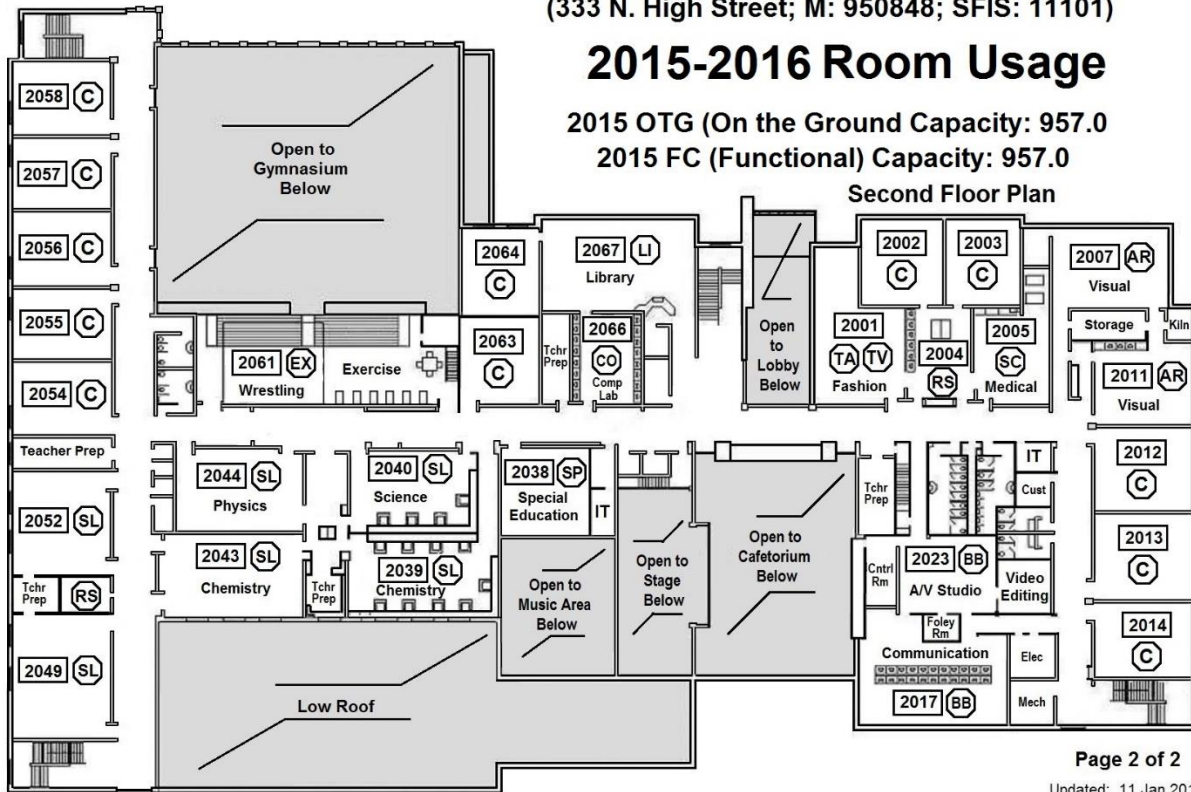 (333 N. High Street; M: 950848; SFIS: 11101)
2015-2016 Room Usage
2015 OTG (On the Ground Capacity: 957.0
2015 FC (Functional) Capacity: 957.0
Second Floor Plan
2058 C
2057 C
2056 C
2055 C
2054 C
Teacher Prep
2052 SL
Tchr
Prep
RS
2049 SL
Open to
Gymnasium
Below
2061 EX
Wrestling
Exercise
2064
C
2063
C
2067 LI
Library
Tchr
Prep
2066
CO
Comp
Lab
Open
to
Lobby
Below
2001
TA TV
Fashion
2002
C
2003
C
2004
RS
2005
SC
Medical
2007 AR
Visual
Storage
Kiln
2011 AR
Visual
2044 SL
Physics
2043 SL
Chemistry
Tchr
Prep
2040 SL
Science
2039 SL
Chemistry
2038 SP
Special
Education
IT
Open to
Music Area
Below
Open to
Stage
Below
Open to
Cafetorium
Below
Tchr
Prep
Cntrl
Rm
2023 BB
A/V Studio
Foley
Rm
Communication
2017 BB
IT
Cust
Video
Editing
Elec
Mech
2012
C
2013
C
2014
C
Low Roof
Page 2 of 2
Updated: 11 Jan 201